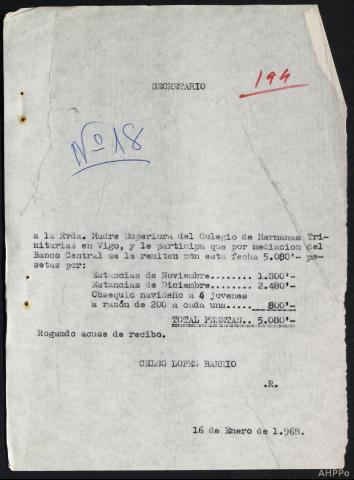 SECRETARIO
194
Nº 18
a la Rvda. Madre Superiora del Colegio de Hermanas Tri-
nitarias en Vigo, y le participa que por mediacion del
Banco Central se le remiten con esta fecha 5.080'- pe-
setas por:
Estancias de Noviembre........ 1.800'-
Estancias de Diciembre........ 2.480'-
Obsequio navideño a 4 jovenes
a razón de 200 a cada una..... 800'-
TOTAL PESETAS.. 5.080'-
Rogando acuse de recibo.
CELSO LOPEZ BARRIO
.R.
16 de Enero de 1.968.
AHPPo